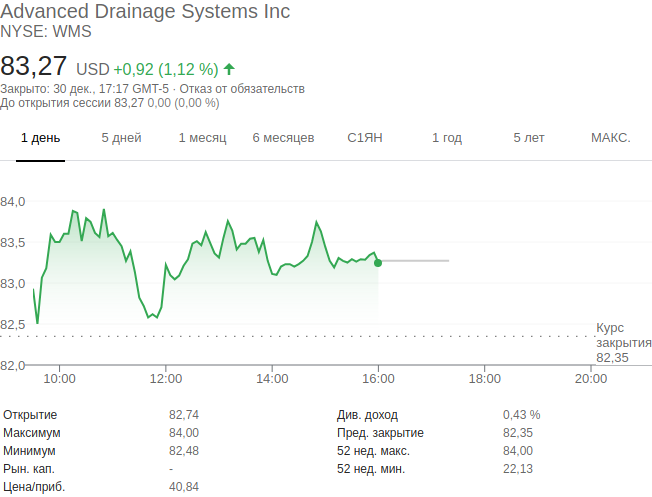 Advanced Drainage Systems Inc
NYSE: WMS
83,27 USD +0,92 (1,12 %)
Закрыто: 30 дек., 17:17 GMT-5 · Отказ от обязательств
До открытия сессии 83,27 0,00 (0,00 %)
1 день 5 дней 1 месяц 6 месяцев С1ЯН 1 год 5 лет МАКС.
84,0
83,5
83,0
82,5
Курс
закрытия
82,35
82,0
10:00 12:00 14:00 16:00 18:00 20:00
Открытие 82,74 Див. доход 0,43 %
Максимум 84,00 Пред. закрытие 82,35
Минимум 82,48 52 нед. макс. 84,00
Рын. кап. - 52 нед. мин. 22,13
Цена/приб. 40,84